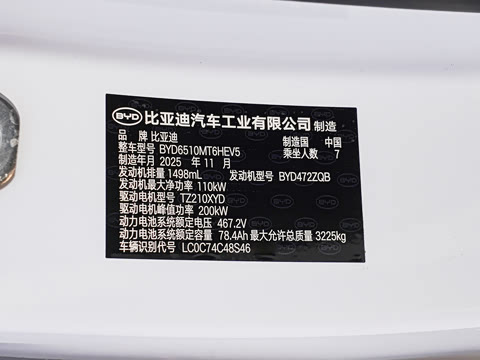 BYD 比亚迪汽车工业有限公司 制造
品 牌 比亚迪 制造国 中国
整车型号 BYD6510MT6HEV5 乘坐人数 7
制造年月 2025 年 11 月
发动机排量 1498mL 发动机型号 BYD472ZQB
发动机最大净功率 110kW
驱动电机型号 TZ210XYD
驱动电机峰值功率 200kW
动力电池系统额定电压 467.2V
动力电池系统额定容量 78.4Ah 最大允许总质量 3225kg
车辆识别代号 LC0C74C48S46